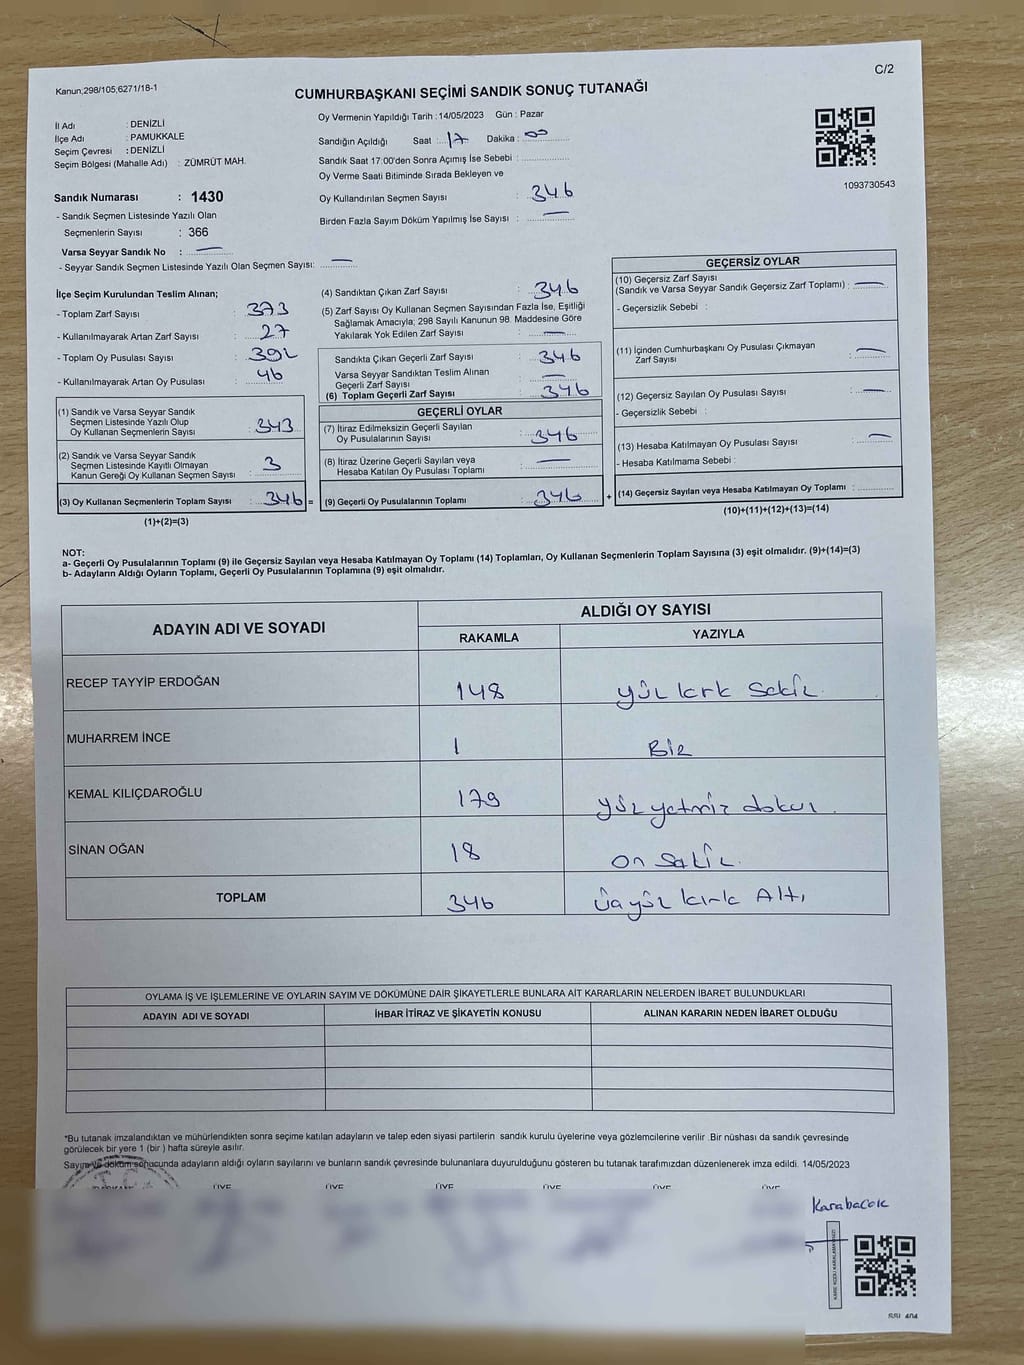 C/2
Kanun;298/105,6271/18-1
CUMHURBAŞKANI SEÇİMİ SANDIK SONUÇ TUTANAĞI
İl Adı : DENİZLİ
İlçe Adı : PAMUKKALE
Seçim Çevresi : DENİZLİ
Seçim Bölgesi (Mahalle Adı) : ZÜMRÜT MAH.
Oy Vermenin Yapıldığı Tarih :14/05/2023 Gün : Pazar
Sandığın Açıldığı Saat : 17 Dakika : 00
Sandık Saat 17:00'den Sonra Açımış İse Sebebi :
Oy Verme Saati Bitiminde Sırada Bekleyen ve
Oy Kullandırılan Seçmen Sayısı : 346
Birden Fazla Sayım Döküm Yapılmış İse Sayısı : —
1093730543
Sandık Numarası : 1430
- Sandık Seçmen Listesinde Yazılı Olan
Seçmenlerin Sayısı : 366
Varsa Seyyar Sandık No : —
- Seyyar Sandık Seçmen Listesinde Yazılı Olan Seçmen Sayısı: —
İlçe Seçim Kurulundan Teslim Alınan;
- Toplam Zarf Sayısı : 373
- Kullanılmayarak Artan Zarf Sayısı : 27
- Toplam Oy Pusulası Sayısı : 392
- Kullanılmayarak Artan Oy Pusulası : 46
(1) Sandık ve Varsa Seyyar Sandık
Seçmen Listesinde Yazılı Olup
Oy Kullanan Seçmenlerin Sayısı : 343
(2) Sandık ve Varsa Seyyar Sandık
Seçmen Listesinde Kayıtlı Olmayan
Kanun Gereği Oy Kullanan Seçmen Sayısı : 3
(3) Oy Kullanan Seçmenlerin Toplam Sayısı : 346 =
(1)+(2)=(3)
(4) Sandıktan Çıkan Zarf Sayısı : 346
(5) Zarf Sayısı Oy Kullanan Seçmen Sayısından Fazla İse, Eşitliği
Sağlamak Amacıyla; 298 Sayılı Kanunun 98. Maddesine Göre
Yakılarak Yok Edilen Zarf Sayısı : —
Sandıkta Çıkan Geçerli Zarf Sayısı : 346
Varsa Seyyar Sandıktan Teslim Alınan
Geçerli Zarf Sayısı : —
(6) Toplam Geçerli Zarf Sayısı : 346
GEÇERLİ OYLAR
(7) İtiraz Edilmeksizin Geçerli Sayılan
Oy Pusulalarının Sayısı : 346
(8) İtiraz Üzerine Geçerli Sayılan veya
Hesaba Katılan Oy Pusulası Toplamı : —
(9) Geçerli Oy Pusulalarının Toplamı : 346 +
GEÇERSİZ OYLAR
(10) Geçersiz Zarf Sayısı
(Sandık ve Varsa Seyyar Sandık Geçersiz Zarf Toplamı) : —
- Geçersizlik Sebebi :
(11) İçinden Cumhurbaşkanı Oy Pusulası Çıkmayan
Zarf Sayısı : —
(12) Geçersiz Sayılan Oy Pusulası Sayısı : —
- Geçersizlik Sebebi :
(13) Hesaba Katılmayan Oy Pusulası Sayısı : —
- Hesaba Katılmama Sebebi :
(14) Geçersiz Sayılan veya Hesaba Katılmayan Oy Toplamı :
(10)+(11)+(12)+(13)=(14)
NOT:
a- Geçerli Oy Pusulalarının Toplamı (9) ile Geçersiz Sayılan veya Hesaba Katılmayan Oy Toplamı (14) Toplamları, Oy Kullanan Seçmenlerin Toplam Sayısına (3) eşit olmalıdır. (9)+(14)=(3)
b- Adayların Aldığı Oyların Toplamı, Geçerli Oy Pusulalarının Toplamına (9) eşit olmalıdır.
ADAYIN ADI VE SOYADI ALDIĞI OY SAYISI
RAKAMLA YAZIYLA
RECEP TAYYİP ERDOĞAN 148 yüz kırk sekiz
MUHARREM İNCE 1 Bir
KEMAL KILIÇDAROĞLU 179 yüz yetmiş dokuz
SİNAN OĞAN 18 on sekiz
TOPLAM 346 üçyüz kırk Altı
OYLAMA İŞ VE İŞLEMLERİNE VE OYLARIN SAYIM VE DÖKÜMÜNE DAİR ŞİKAYETLERLE BUNLARA AİT KARARLARIN NELERDEN İBARET BULUNDUKLARI
ADAYIN ADI VE SOYADI İHBAR İTİRAZ VE ŞİKAYETİN KONUSU ALINAN KARARIN NEDEN İBARET OLDUĞU
*Bu tutanak imzalandıktan ve mühürlendikten sonra seçime katılan adayların ve talep eden siyasi partilerin sandık kurulu üyelerine veya gözlemcilerine verilir .Bir nüshası da sandık çevresinde
görülecek bir yere 1 (bir ) hafta süreyle asılır.
Sayım ve döküm sonucunda adayların aldığı oyların sayılarını ve bunların sandık çevresinde bulunanlara duyurulduğunu gösteren bu tutanak tarafımızdan düzenlenerek imza edildi. 14/05/2023
ÜYE ÜYE ÜYE ÜYE ÜYE ÜYE
Karabacak